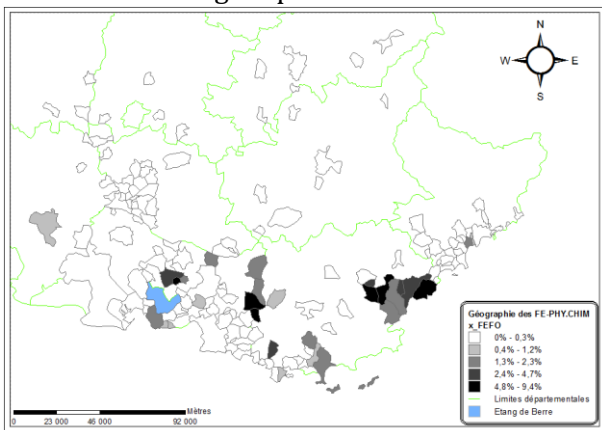 N
W E
S
Géographie des FE-PHY.CHIM
x_FEFO
0% - 0,3%
0,4% - 1,2%
1,3% - 2,3%
2,4% - 4,7%
4,8% - 9,4%
Limites départementales
Etang de Berre
Mètres
0 23 000 46 000 92 000